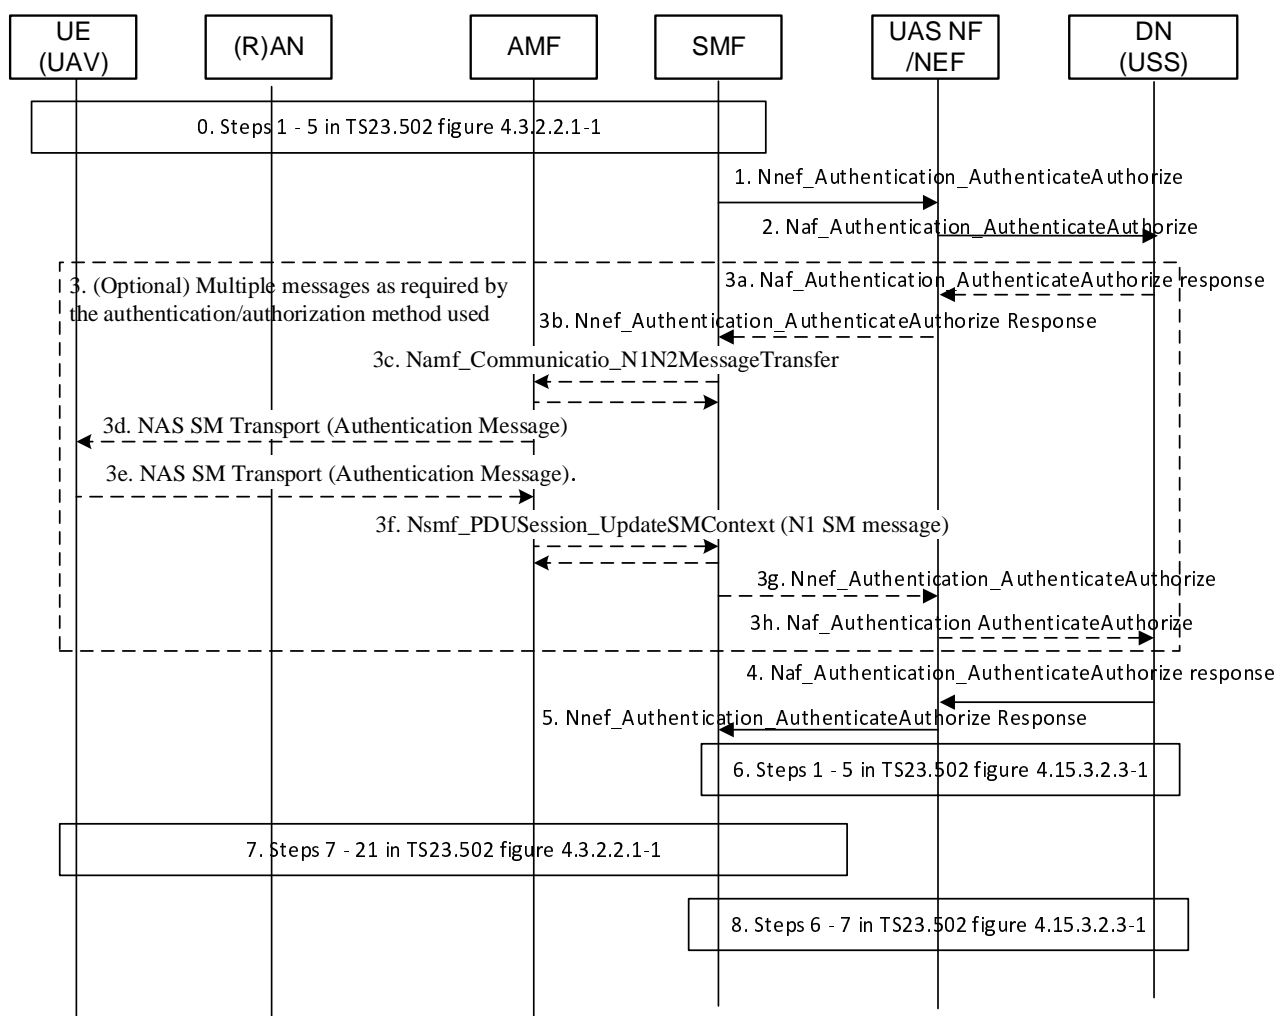 UE
(UAV)
(R)AN
AMF
SMF
UAS NF
/NEF
DN
(USS)
0. Steps 1 - 5 in TS23.502 figure 4.3.2.2.1-1
1. Nnef_Authentication_AuthenticateAuthorize
2. Naf_Authentication_AuthenticateAuthorize
3. (Optional) Multiple messages as required by
the authentication/authorization method used
3a. Naf_Authentication_AuthenticateAuthorize response
3b. Nnef_Authentication_AuthenticateAuthorize Response
3c. Namf_Communicatio_N1N2MessageTransfer
3d. NAS SM Transport (Authentication Message)
3e. NAS SM Transport (Authentication Message).
3f. Nsmf_PDUSession_UpdateSMContext (N1 SM message)
3g. Nnef_Authentication_AuthenticateAuthorize
3h. Naf_Authentication AuthenticateAuthorize
4. Naf_Authentication_AuthenticateAuthorize response
5. Nnef_Authentication_AuthenticateAuthorize Response
6. Steps 1 - 5 in TS23.502 figure 4.15.3.2.3-1
7. Steps 7 - 21 in TS23.502 figure 4.3.2.2.1-1
8. Steps 6 - 7 in TS23.502 figure 4.15.3.2.3-1